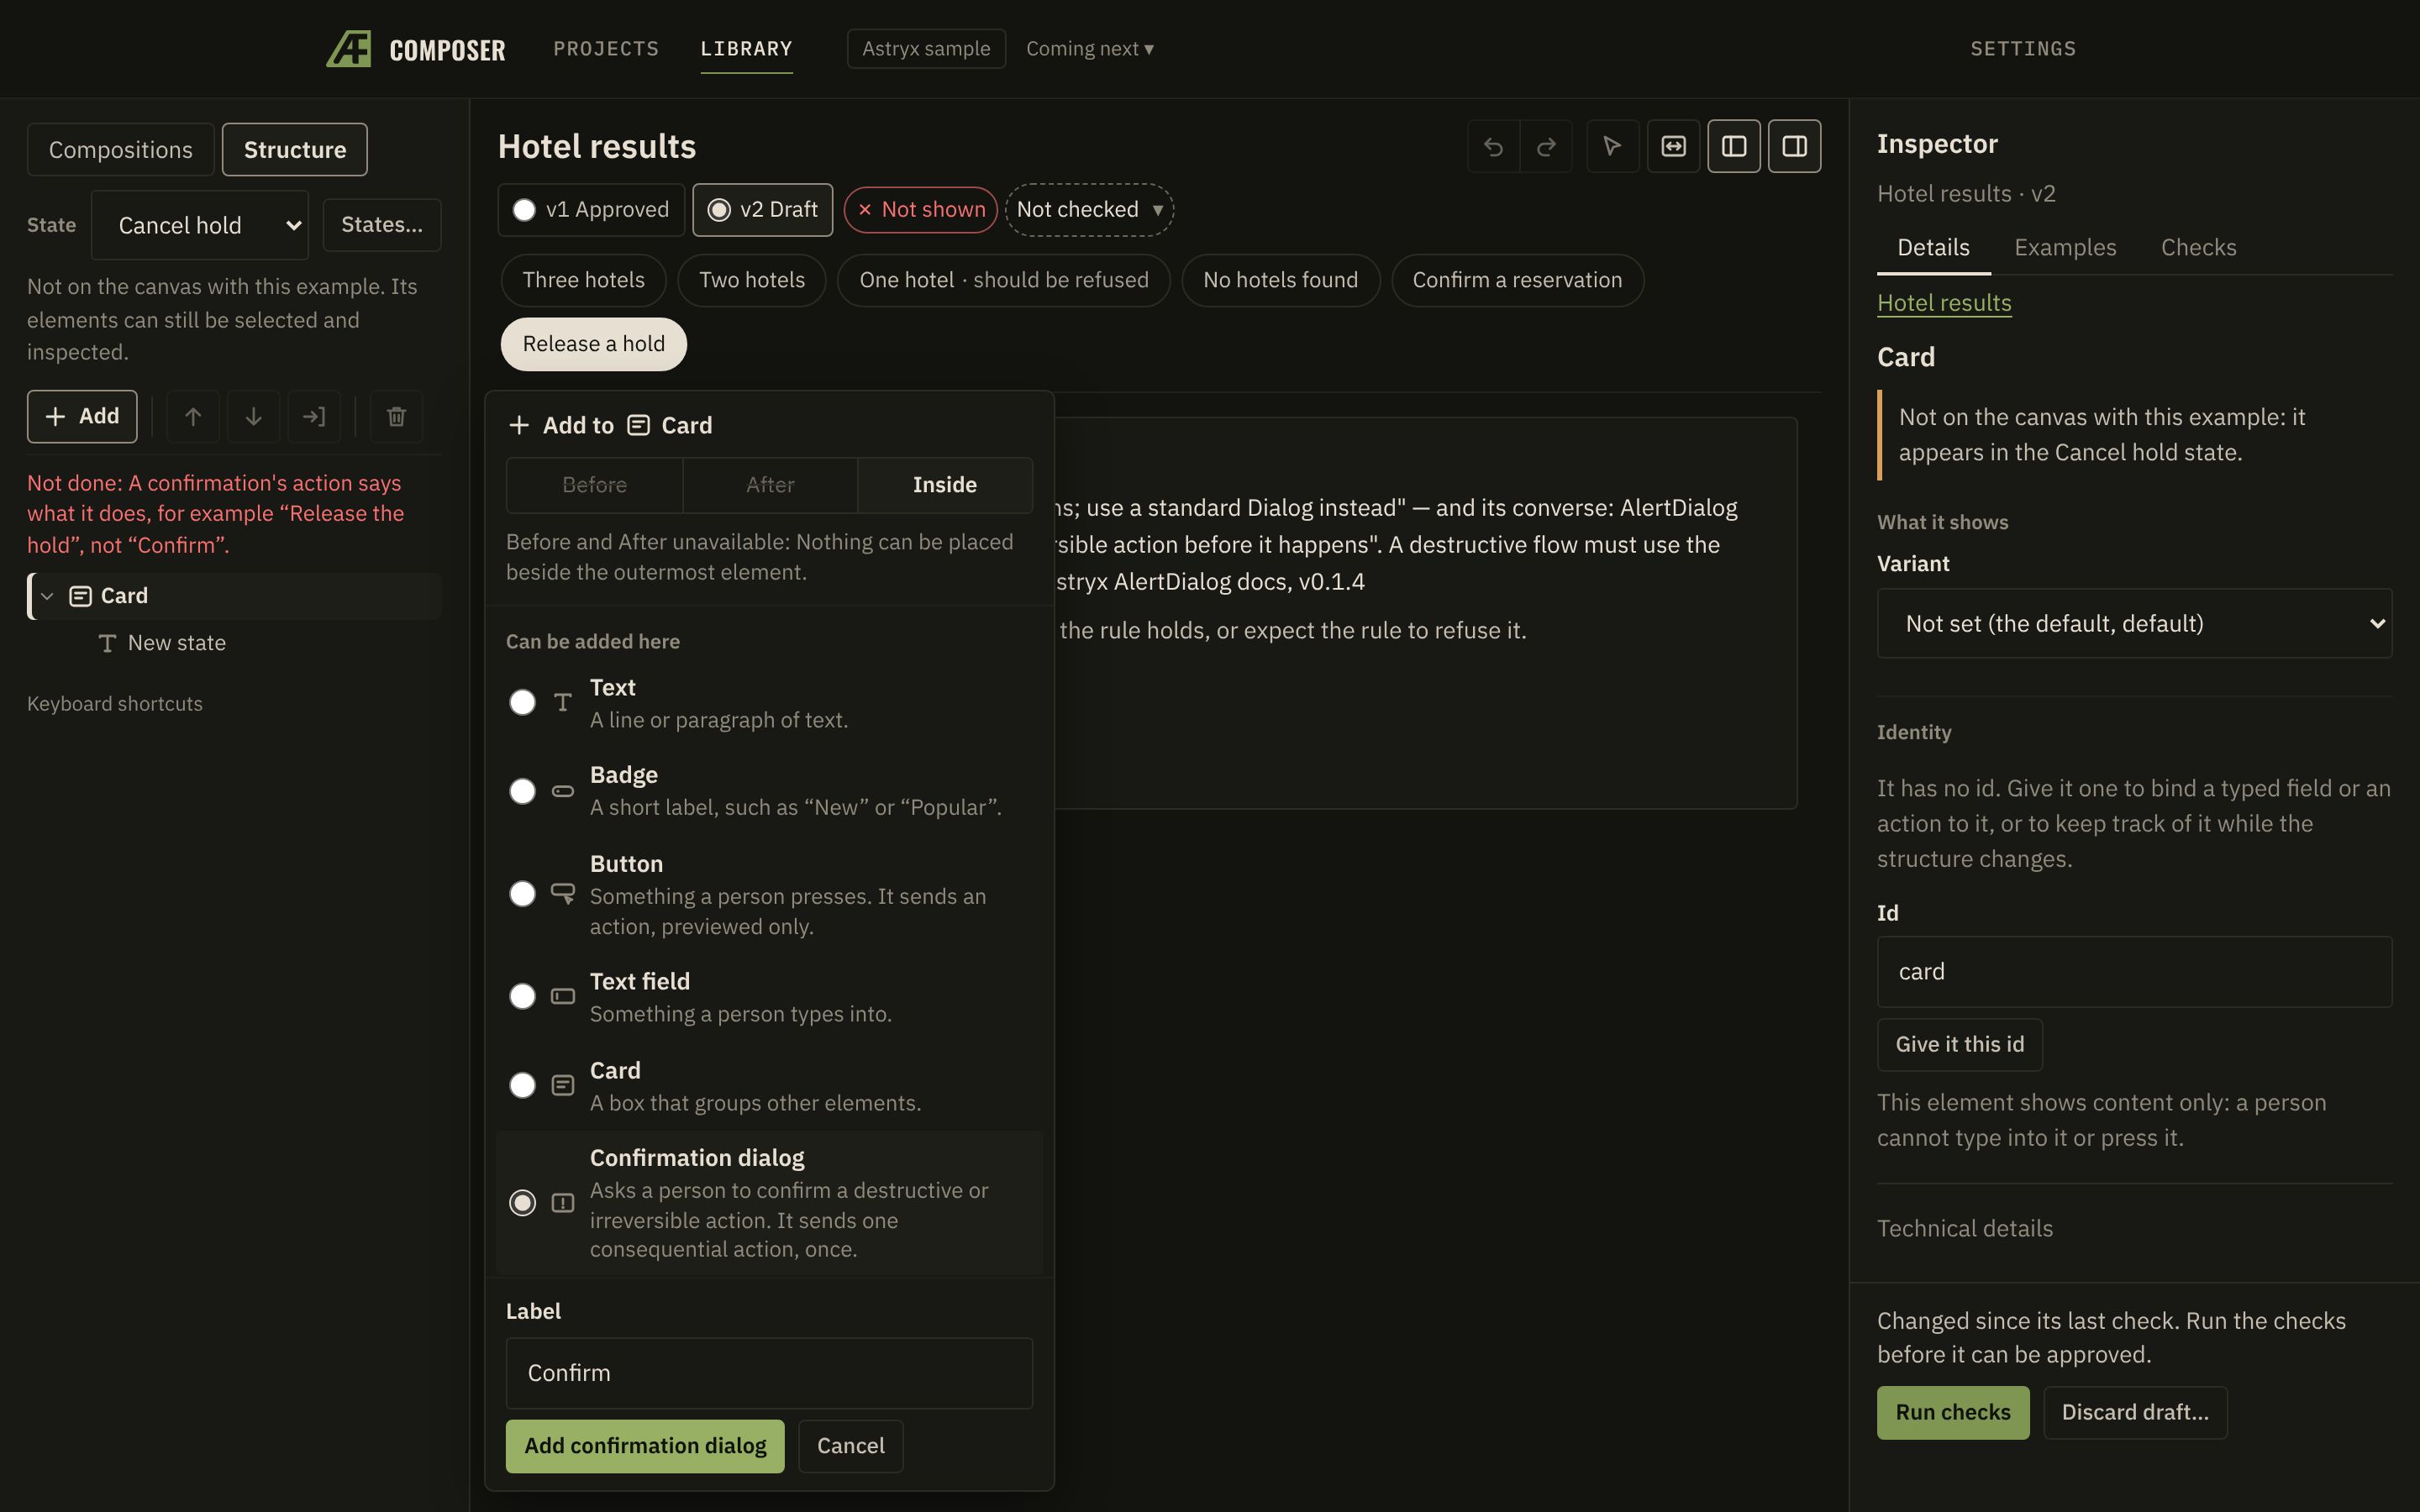 COMPOSER
PROJECTS
LIBRARY
Astryx sample
Coming next ▾
SETTINGS
Compositions
Structure
State
Cancel hold
States...
Not on the canvas with this example. Its
elements can still be selected and
inspected.
+ Add
Not done: A confirmation's action says
what it does, for example “Release the
hold”, not “Confirm”.
Card
New state
Keyboard shortcuts
Hotel results
v1 Approved
v2 Draft
× Not shown
Not checked ▾
Three hotels
Two hotels
One hotel · should be refused
No hotels found
Confirm a reservation
Release a hold
+ Add to Card
Before
After
Inside
Before and After unavailable: Nothing can be placed
beside the outermost element.
Can be added here
Text
A line or paragraph of text.
Badge
A short label, such as “New” or “Popular”.
Button
Something a person presses. It sends an
action, previewed only.
Text field
Something a person types into.
Card
A box that groups other elements.
Confirmation dialog
Asks a person to confirm a destructive or
irreversible action. It sends one
consequential action, once.
Label
Confirm
Add confirmation dialog
Cancel
; use a standard Dialog instead" — and its converse: AlertDialog
action before it happens". A destructive flow must use the
AlertDialog docs, v0.1.4
the rule holds, or expect the rule to refuse it.
Inspector
Hotel results · v2
Details
Examples
Checks
Hotel results
Card
Not on the canvas with this example: it
appears in the Cancel hold state.
What it shows
Variant
Not set (the default, default)
Identity
It has no id. Give it one to bind a typed field or an
action to it, or to keep track of it while the
structure changes.
Id
card
Give it this id
This element shows content only: a person
cannot type into it or press it.
Technical details
Changed since its last check. Run the checks
before it can be approved.
Run checks
Discard draft...